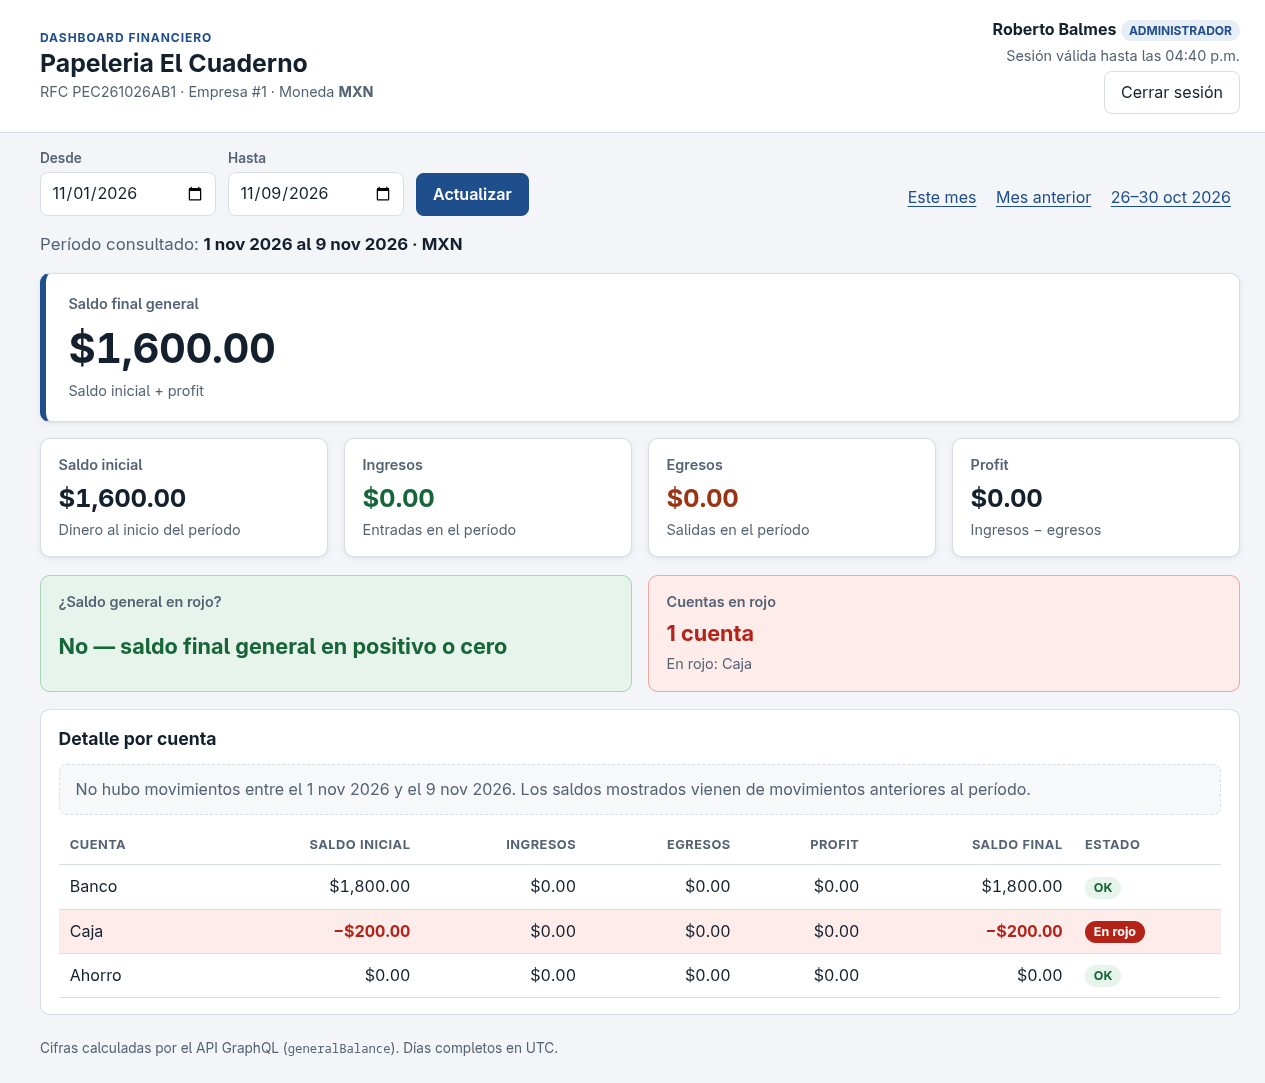 DASHBOARD FINANCIERO
Papeleria El Cuaderno
RFC PEC261026AB1 · Empresa #1 · Moneda MXN
Roberto Balmes ADMINISTRADOR
Sesión válida hasta las 04:40 p.m.
Cerrar sesión
Desde Hasta
11/01/2026 11/09/2026 Actualizar
Este mes Mes anterior 26–30 oct 2026
Período consultado: 1 nov 2026 al 9 nov 2026 · MXN
Saldo final general
$1,600.00
Saldo inicial + profit
Saldo inicial
$1,600.00
Dinero al inicio del período
Ingresos
$0.00
Entradas en el período
Egresos
$0.00
Salidas en el período
Profit
$0.00
Ingresos − egresos
¿Saldo general en rojo?
No — saldo final general en positivo o cero
Cuentas en rojo
1 cuenta
En rojo: Caja
Detalle por cuenta
No hubo movimientos entre el 1 nov 2026 y el 9 nov 2026. Los saldos mostrados vienen de movimientos anteriores al período.
CUENTA SALDO INICIAL INGRESOS EGRESOS PROFIT SALDO FINAL ESTADO
Banco $1,800.00 $0.00 $0.00 $0.00 $1,800.00 OK
Caja −$200.00 $0.00 $0.00 $0.00 −$200.00 En rojo
Ahorro $0.00 $0.00 $0.00 $0.00 $0.00 OK
Cifras calculadas por el API GraphQL (generalBalance). Días completos en UTC.